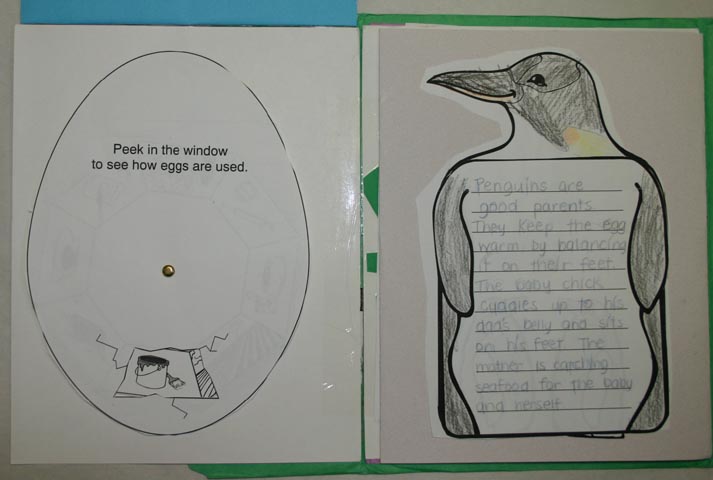 Penguins are
good parents.
They keep the egg
warm by balancing
it on their feet.
The baby chick
cuddles up to his
dads belly and sits
on his feet. The
mother is catching
seafood for the baby
and herself.
Peek in the window
to see how eggs are used.